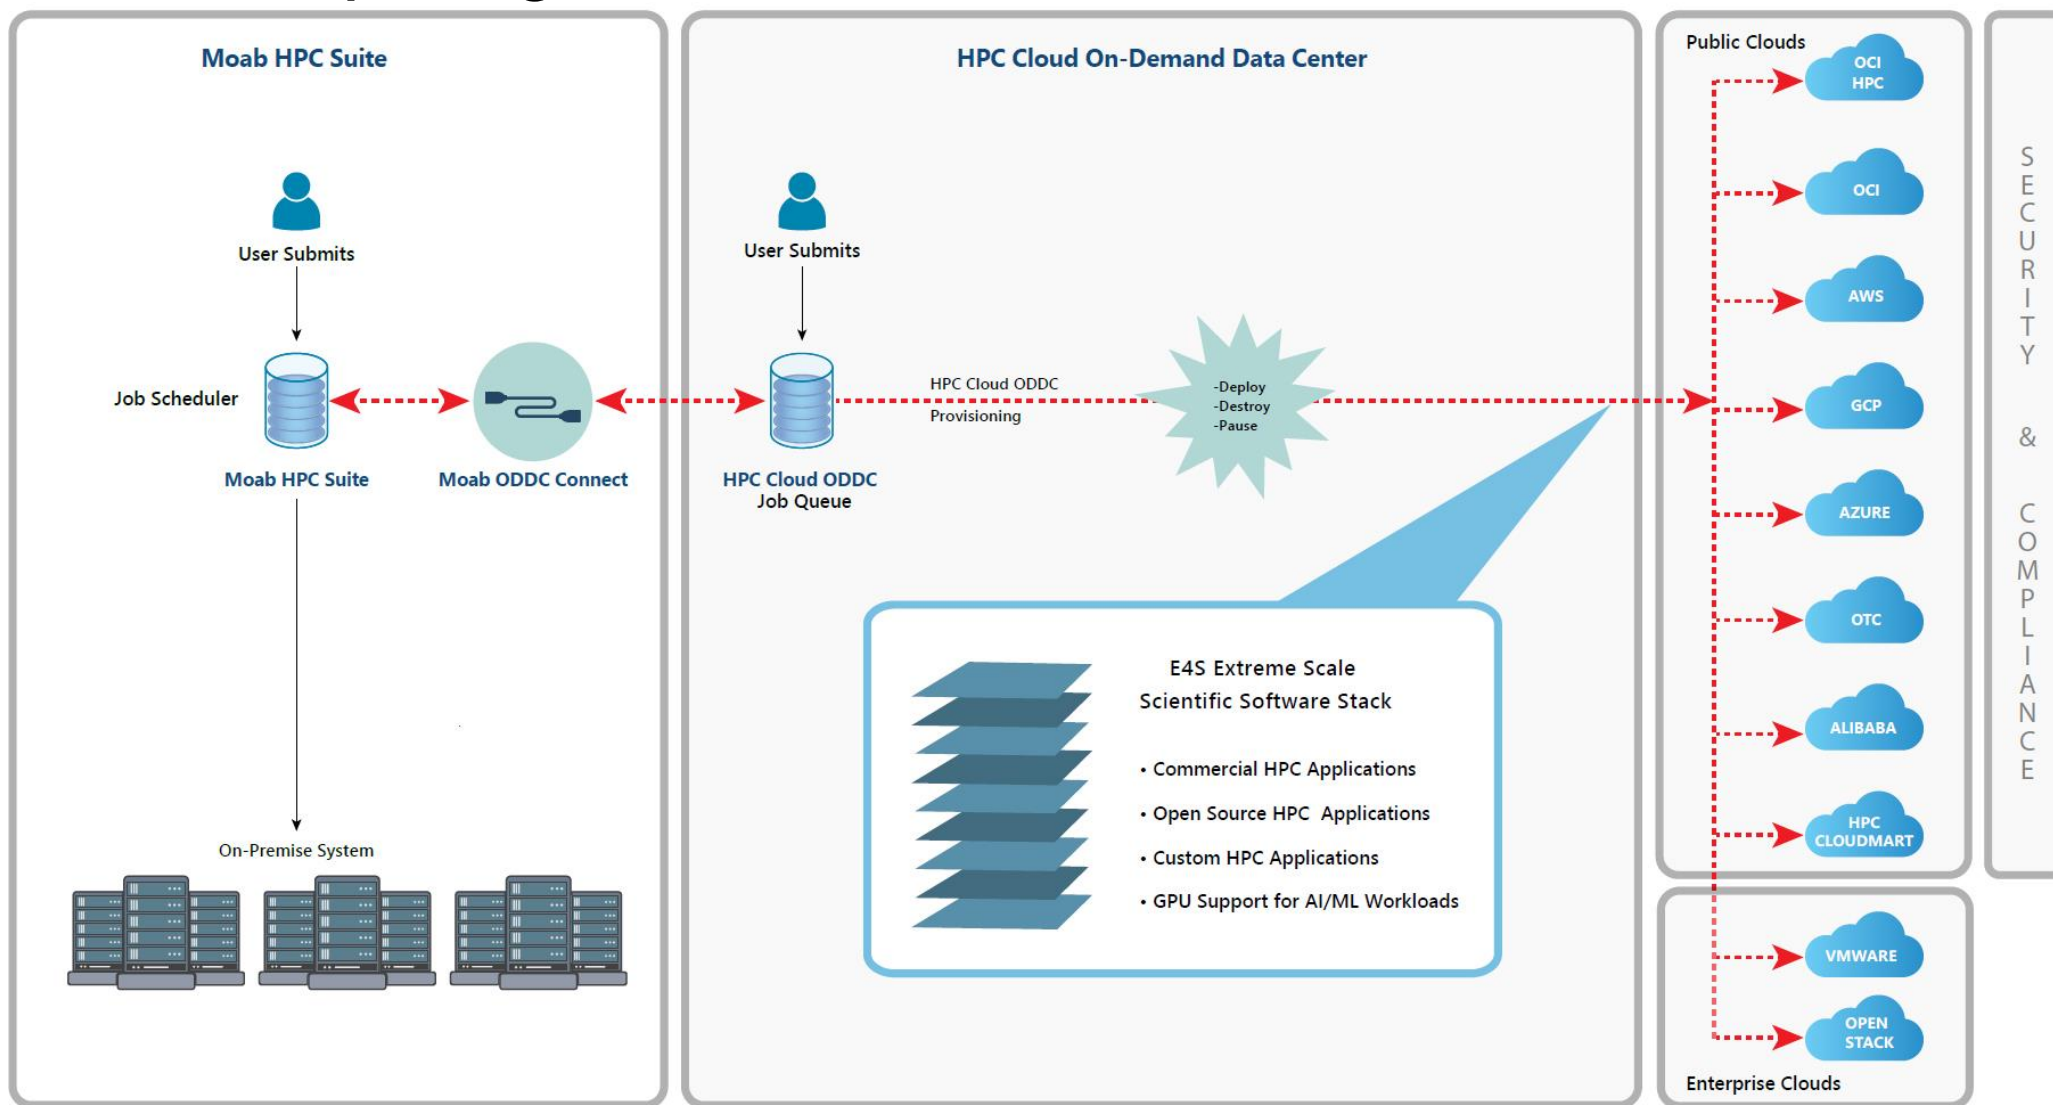 Moab HPC Suite
User Submits
Job Scheduler
Moab HPC Suite
Moab ODDC Connect
On-Premise System
HPC Cloud On-Demand Data Center
User Submits
HPC Cloud ODDC
Job Queue
HPC Cloud ODDC
Provisioning
-Deploy
-Destroy
-Pause
E4S Extreme Scale
Scientific Software Stack
• Commercial HPC Applications
• Open Source HPC Applications
• Custom HPC Applications
• GPU Support for AI/ML Workloads
Public Clouds
OCI
HPC
OCI
AWS
GCP
AZURE
OTC
ALIBABA
HPC
CLOUDMART
VMWARE
OPEN
STACK
Enterprise Clouds
SECURITY & COMPLIANCE